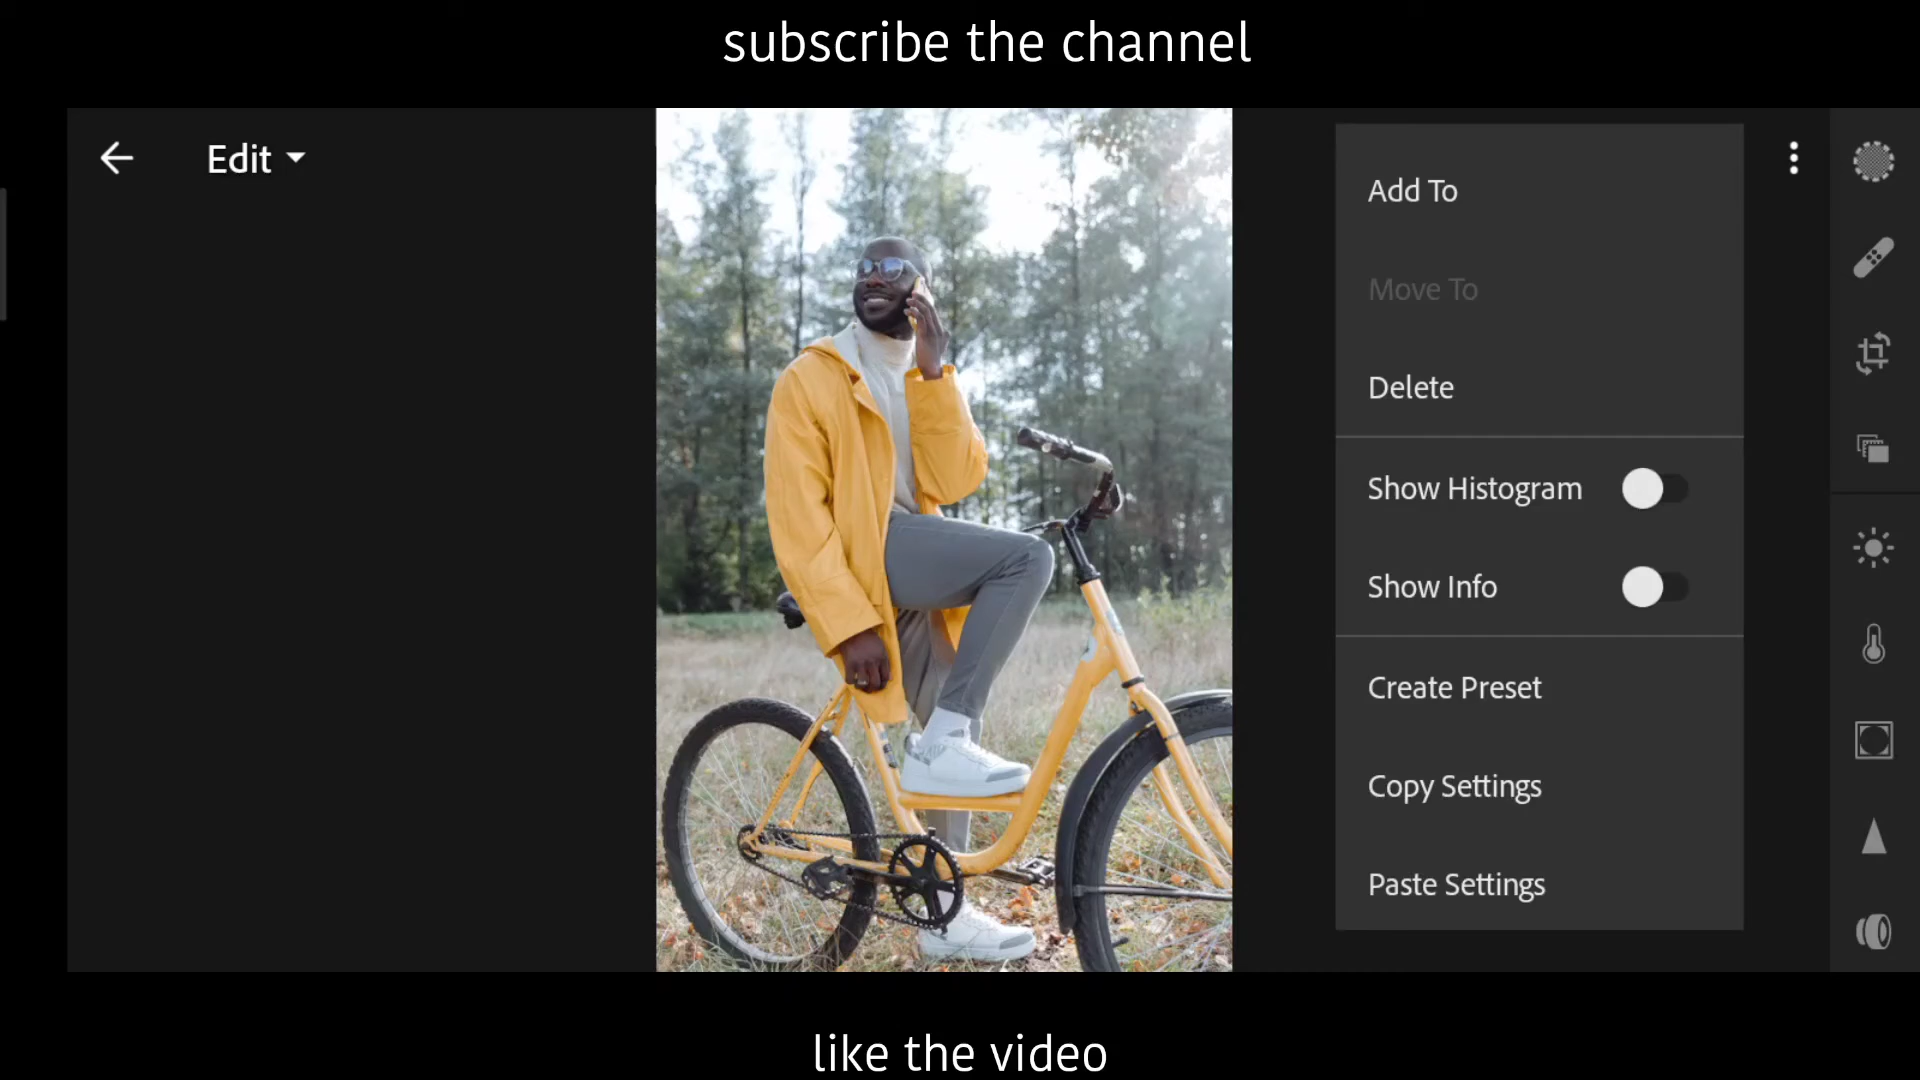 subscribe the channel
Edit
Add To
Move To
Delete
Show Histogram
Show Info
Create Preset
Copy Settings
Paste Settings
like the video